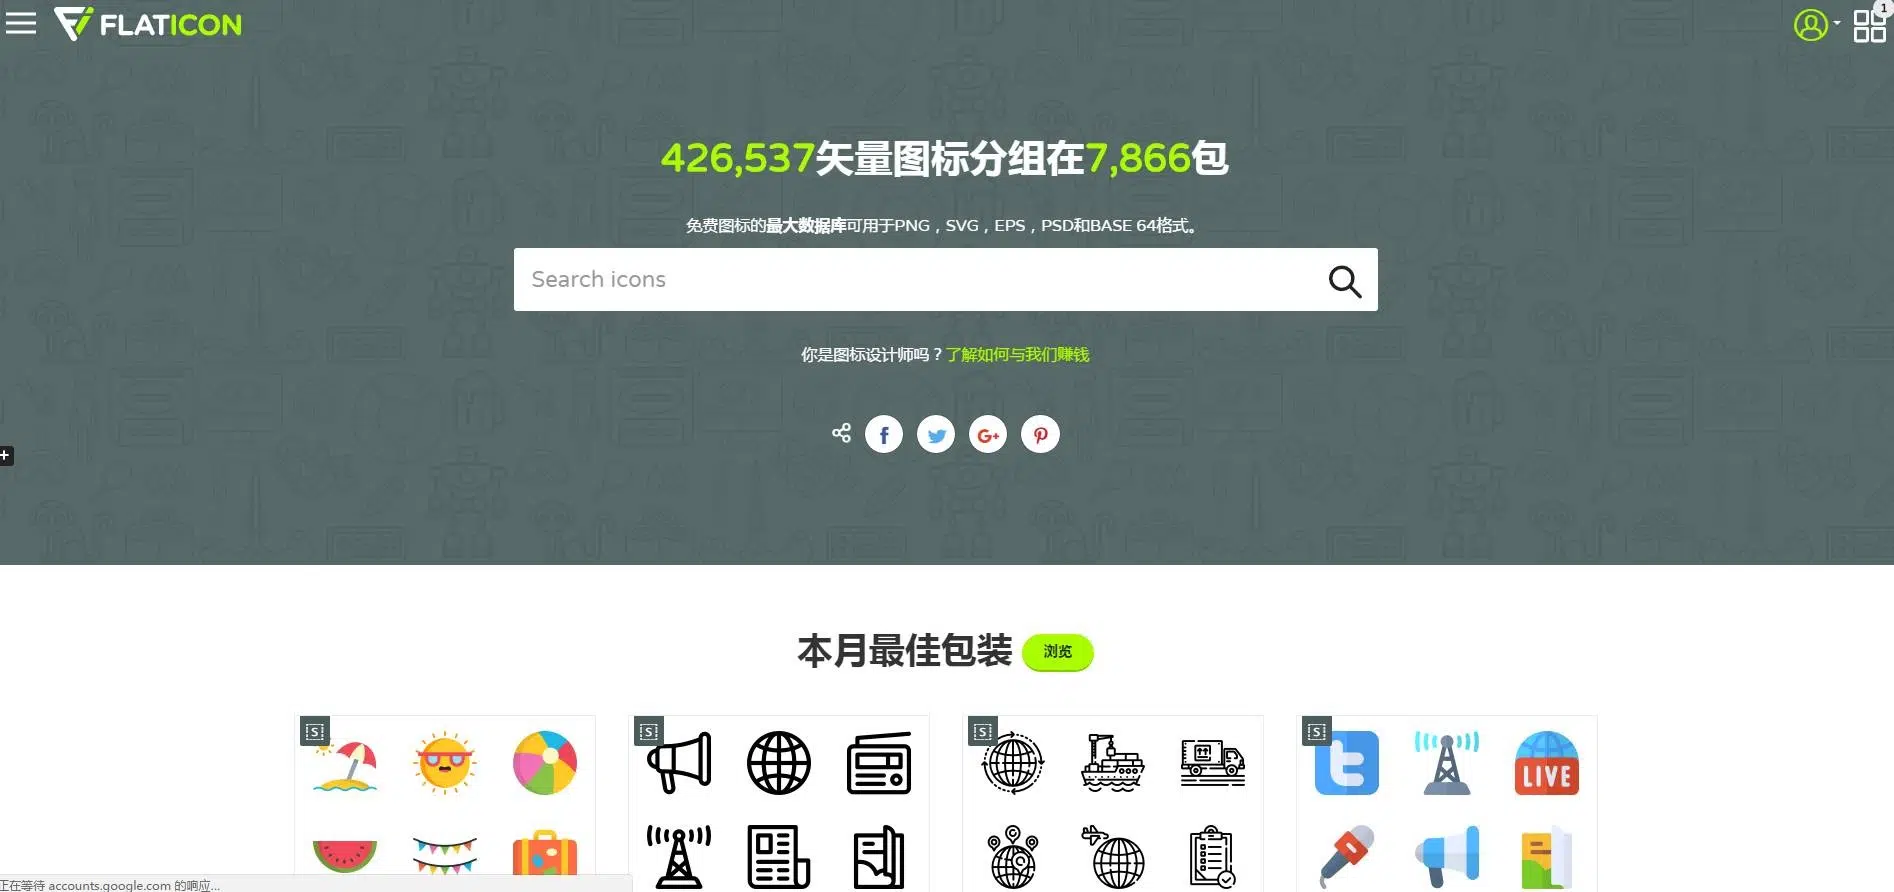 FLATICON
1
426,537矢量图标分组在7,866包
免费图标的最大数据库可用于PNG，SVG，EPS，PSD和BASE 64格式。
Search icons
你是图标设计师吗？了解如何与我们赚钱
f G+
+
本月最佳包装 浏览
S S S S
t LIVE
正在等待 accounts.google.com 的响应...